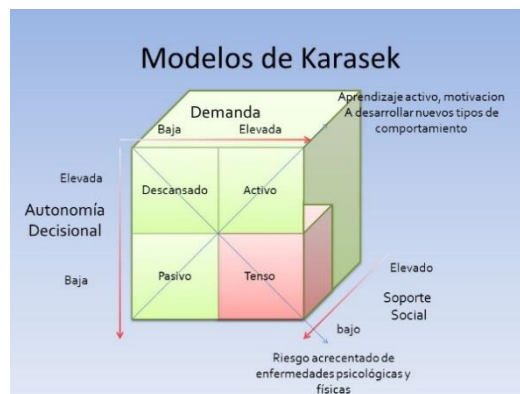 Modelos de Karasek
Demanda
Baja Elevada
Aprendizaje activo, motivacion
A desarrollar nuevos tipos de
comportamiento
Elevada
Autonomía
Decisional
Baja
Descansado Activo
Pasivo Tenso
Elevado
Soporte
Social
bajo
Riesgo acrecentado de
enfermedades psicológicas y
físicas